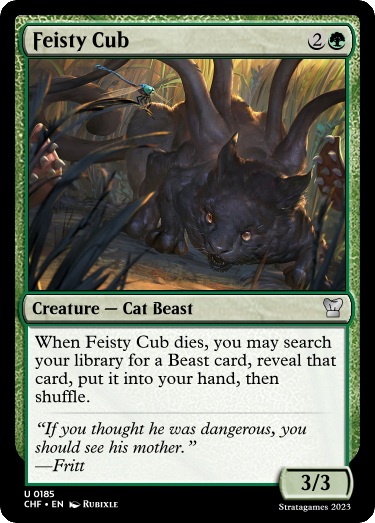 Feisty Cub 2
Creature — Cat Beast
When Feisty Cub dies, you may search
your library for a Beast card, reveal that
card, put it into your hand, then
shuffle.
“If you thought he was dangerous, you
should see his mother.”
—Fritt
3/3
U 0185
CHF • EN Rubixle
Stratagames 2023